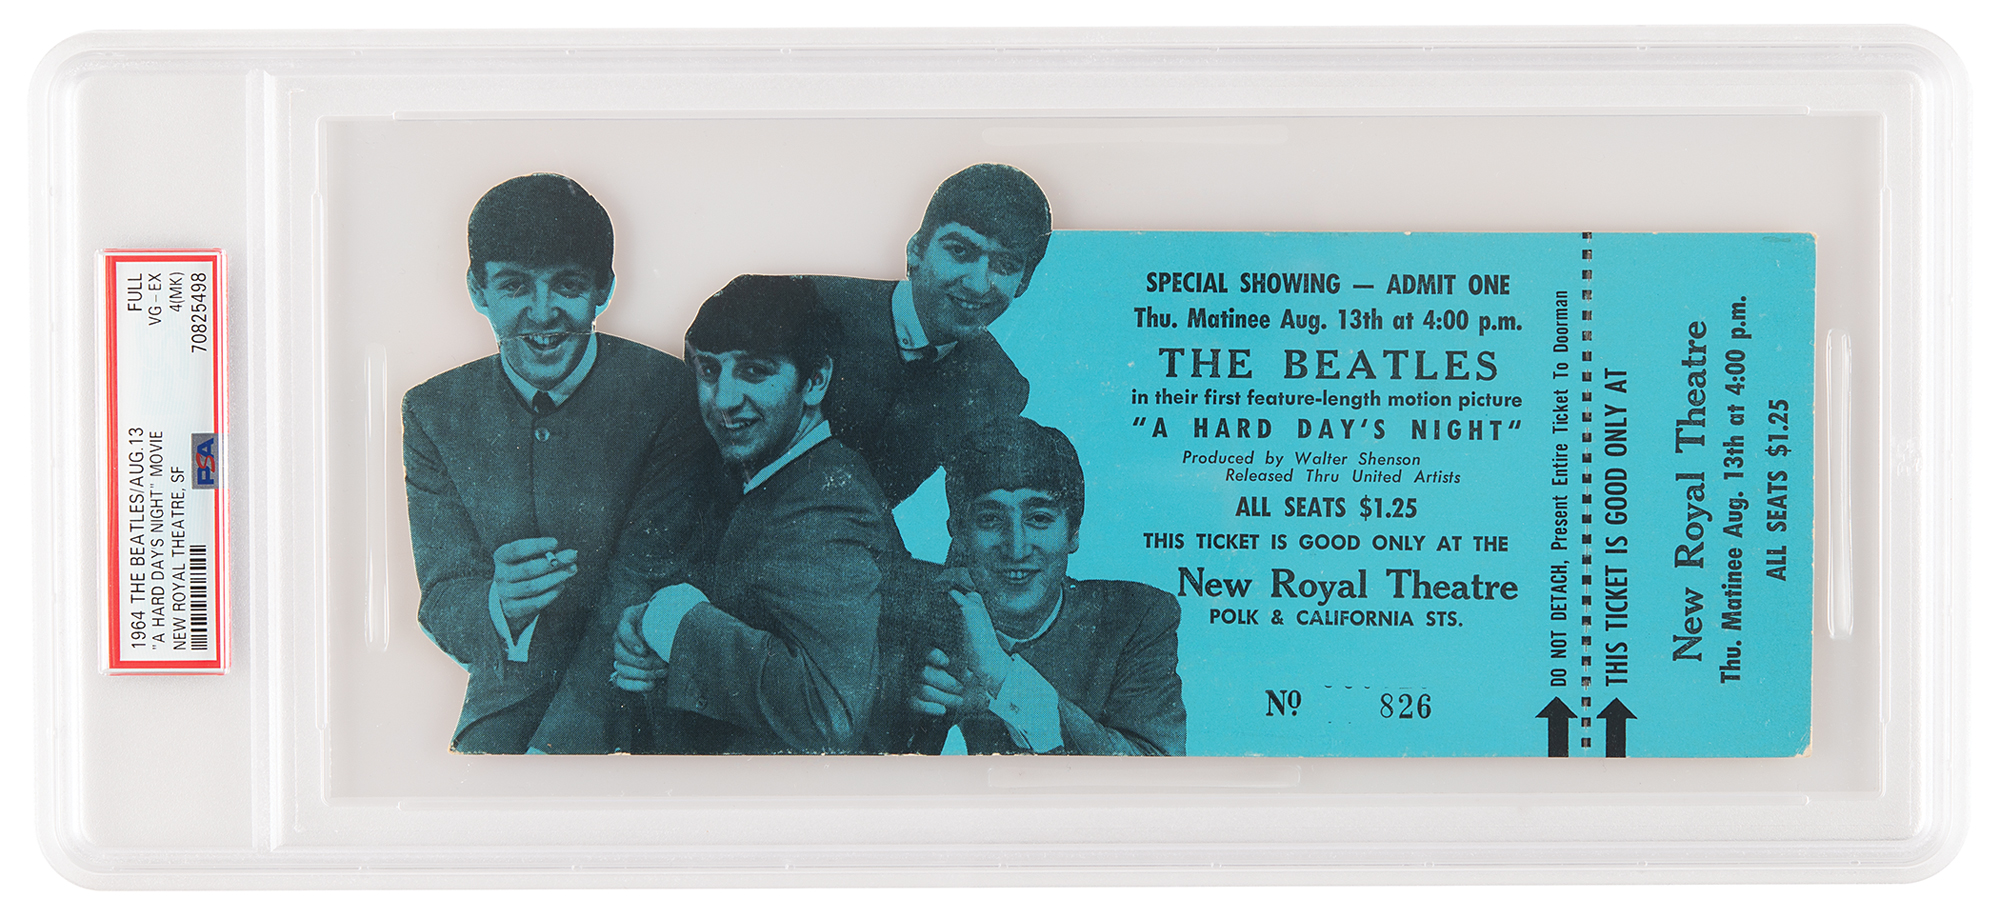 1964 THE BEATLES/AUG.13
"A HARD DAY'S NIGHT" MOVIE
NEW ROYAL THEATRE, SF
FULL
VG - EX
4(MK)
70825498
PSA
SPECIAL SHOWING — ADMIT ONE
Thu. Matinee Aug. 13th at 4:00 p.m.
THE BEATLES
in their first feature-length motion picture
"A HARD DAY'S NIGHT"
Produced by Walter Shenson
Released Thru United Artists
ALL SEATS $1.25
THIS TICKET IS GOOD ONLY AT THE
New Royal Theatre
POLK & CALIFORNIA STS.
Nº 826
DO NOT DETACH, Present Entire Ticket To Doorman
THIS TICKET IS GOOD ONLY AT
New Royal Theatre
Thu. Matinee Aug. 13th at 4:00 p.m.
ALL SEATS $1.25